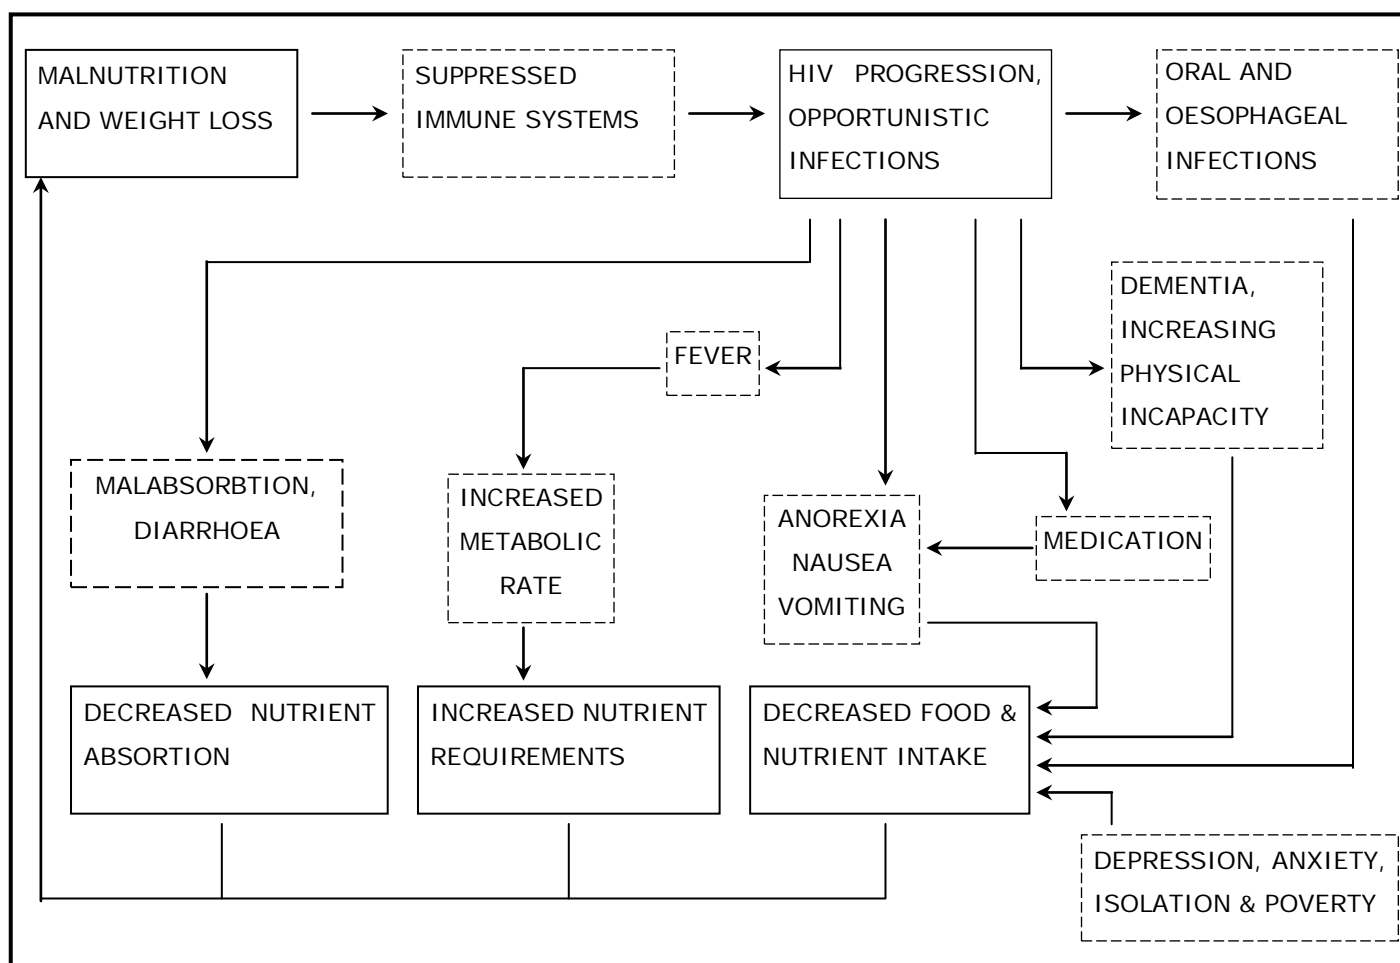 MALNUTRITION
AND WEIGHT LOSS
SUPPRESSED
IMMUNE SYSTEMS
HIV PROGRESSION,
OPPORTUNISTIC
INFECTIONS
ORAL AND
OESOPHAGEAL
INFECTIONS
DEMENTIA,
INCREASING
PHYSICAL
INCAPACITY
FEVER
MALABSORBTION,
DIARRHOEA
INCREASED
METABOLIC
RATE
ANOREXIA
NAUSEA
VOMITING
MEDICATION
DECREASED NUTRIENT
ABSORTION
INCREASED NUTRIENT
REQUIREMENTS
DECREASED FOOD &
NUTRIENT INTAKE
DEPRESSION, ANXIETY,
ISOLATION & POVERTY